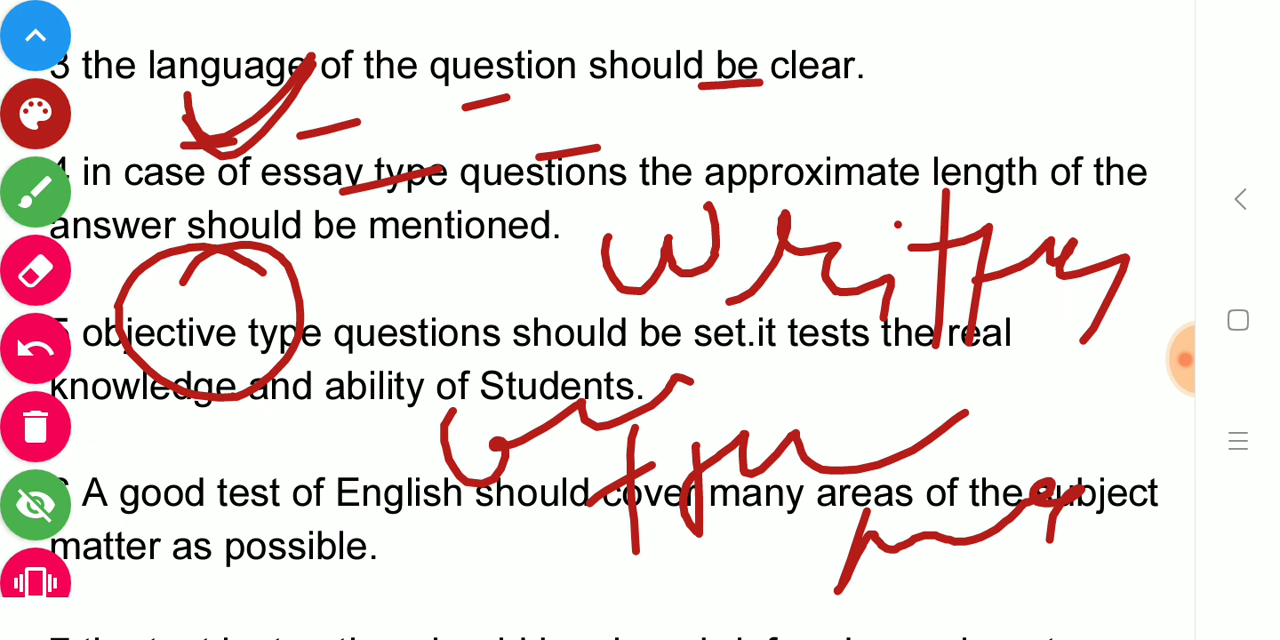 3 the language of the question should be clear.
4 in case of essay type questions the approximate length of the
answer should be mentioned.
5 objective type questions should be set.it tests the real
knowledge and ability of Students.
6 A good test of English should cover many areas of the subject
matter as possible.